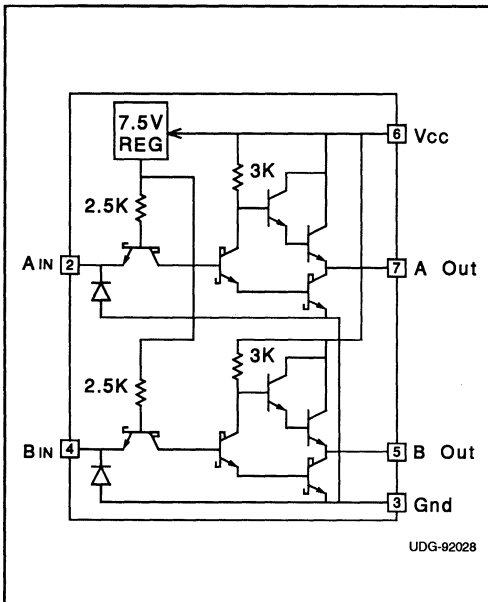 7.5V
REG
6 Vcc
3K
2.5K
A IN 2
7 A Out
3K
2.5K
B IN 4
5 B Out
3 Gnd
UDG-92028